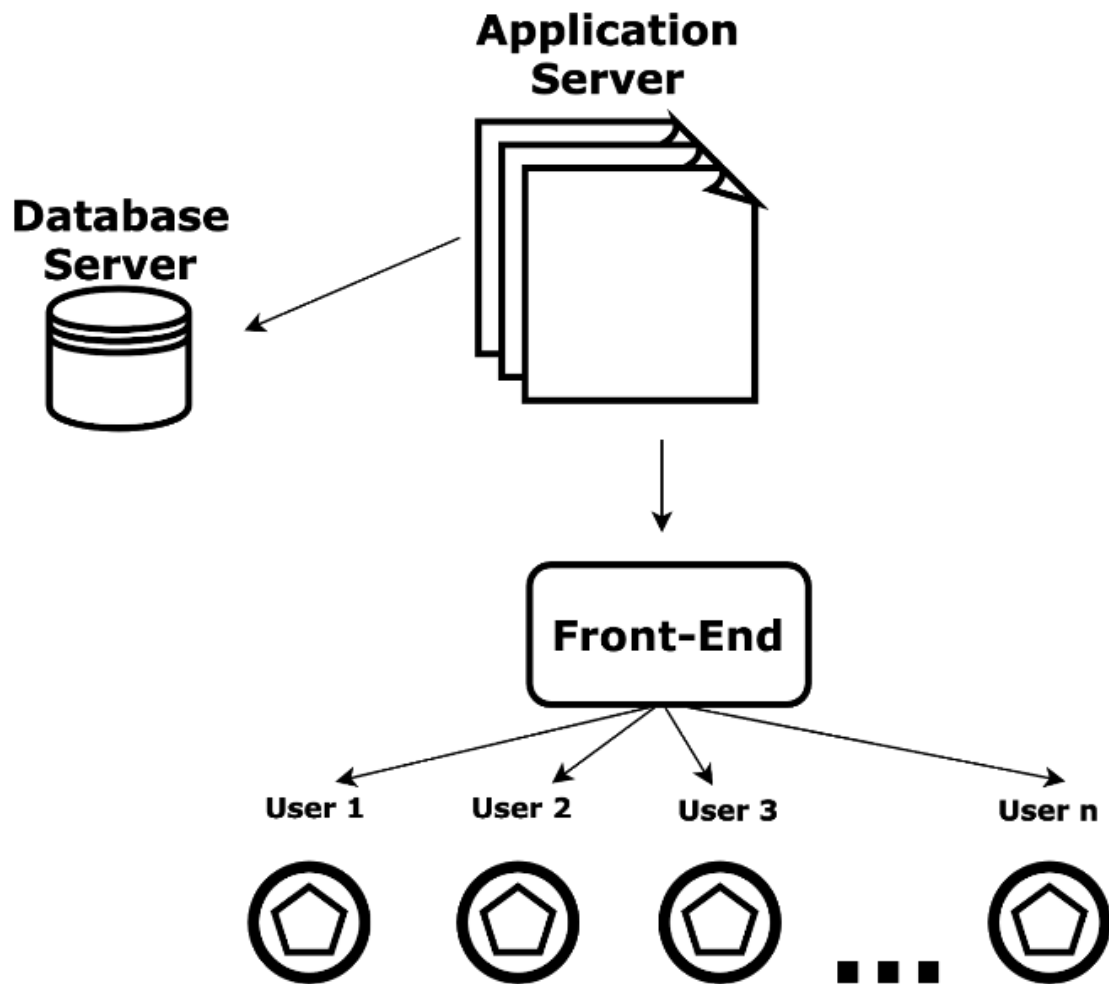 Application
Server
Database
Server
Front-End
User 1
User 2
User 3
User n